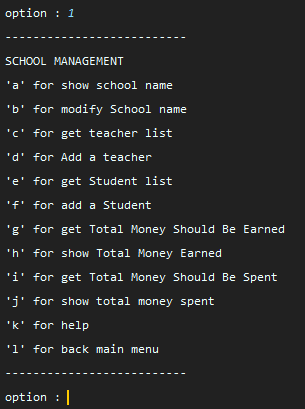 option : 1
--------------------------
SCHOOL MANAGEMENT
'a' for show school name
'b' for modify School name
'c' for get teacher list
'd' for Add a teacher
'e' for get Student list
'f' for add a Student
'g' for get Total Money Should Be Earned
'h' for show Total Money Earned
'i' for get Total Money Should Be Spent
'j' for show total money spent
'k' for help
'l' for back main menu
--------------------------
option :